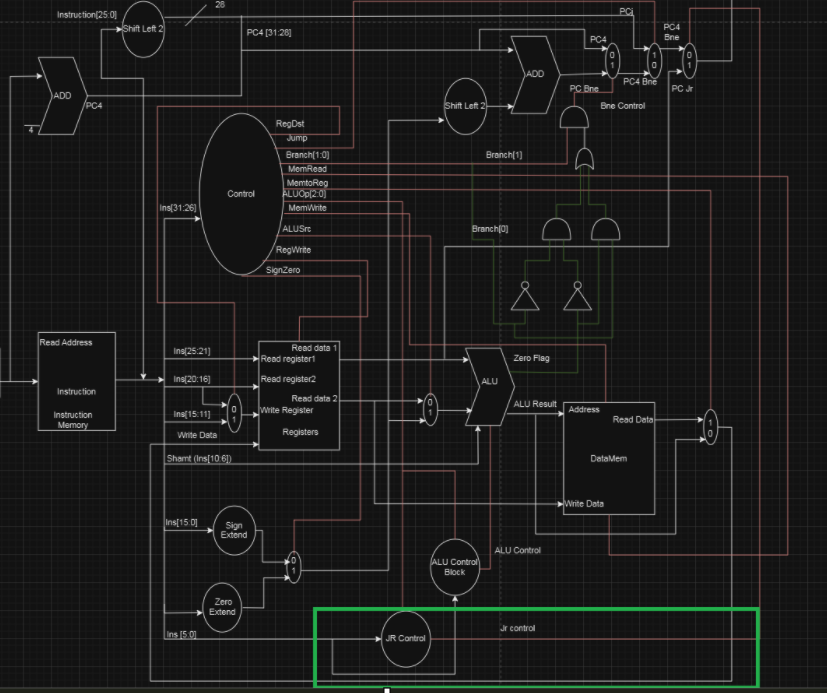 Instruction[25:0]
28
Shift Left 2
PC4 [31:28]
PCj
PC4
Bne
PC4
0
1
1
0
0
1
ADD
PC4
4
ADD
PC Bne
PC4 Bne
PC Jr
Shift Left 2
Bne Control
RegDst
Jump
Branch[1:0]
Branch[1]
MemRead
MemtoReg
ALUOp[2:0]
MemWrite
Control
Ins[31:26]
ALUSrc
Branch[0]
RegWrite
SignZero
Read Address
Instruction
Instruction
Memory
Ins[25:21]
Read data 1
Read register1
Ins[20:16]
Read register2
Read data 2
0
1
Ins[15:11]
Write Register
Write Data
Registers
0
1
Zero Flag
ALU
ALU Result
Address
Read Data
DataMem
Write Data
1
0
Shamt (Ins[10:6])
Ins[15:0]
Sign
Extend
0
1
ALU Control
ALU Control
Block
Zero
Extend
Ins [5:0]
JR Control
Jr control